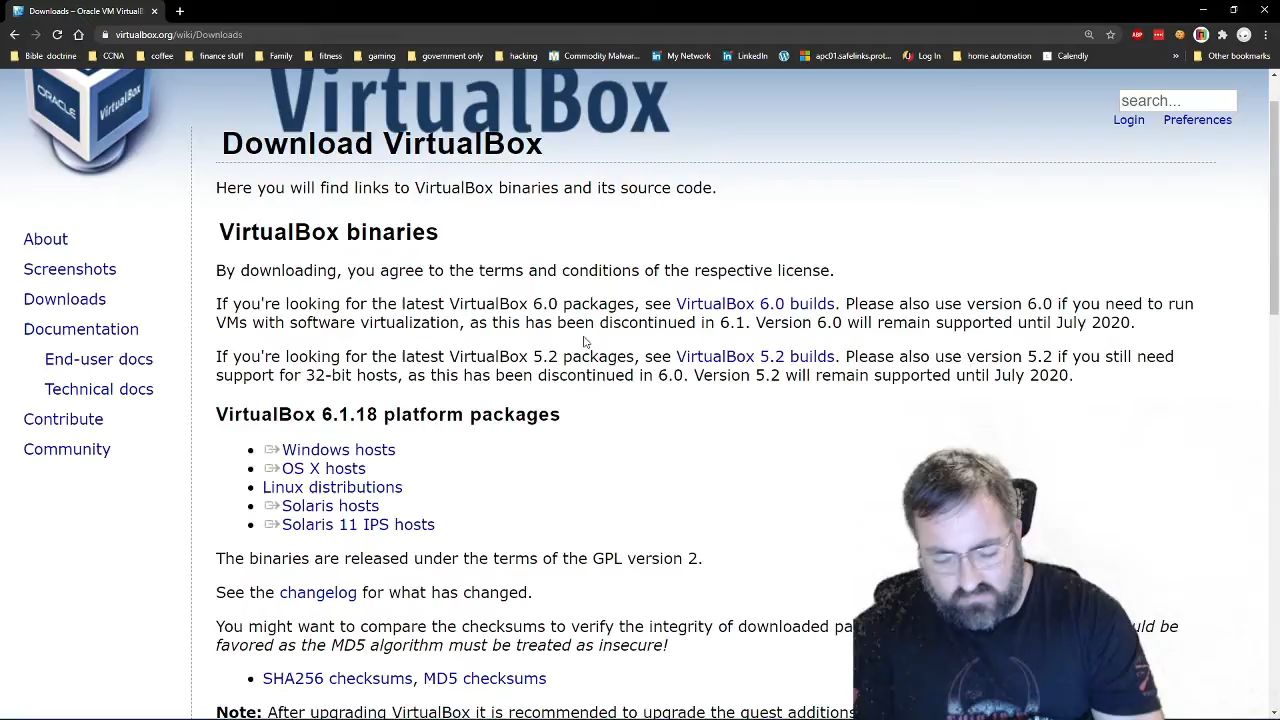 Downloads – Oracle VM VirtualB
virtualbox.org/wiki/Downloads
Bible doctrine
CCNA
coffee
finance stuff
Family
fitness
gaming
government only
hacking
Commodity Malwar...
My Network
LinkedIn
apc01.safelinks.prot...
Log In
home automation
Calendly
Other bookmarks
ORACLE
VirtualBox
VirtualBox
search...
Login
Preferences
Download VirtualBox
Here you will find links to VirtualBox binaries and its source code.
VirtualBox binaries
About
Screenshots
Downloads
Documentation
End-user docs
Technical docs
Contribute
Community
By downloading, you agree to the terms and conditions of the respective license.
If you're looking for the latest VirtualBox 6.0 packages, see VirtualBox 6.0 builds. Please also use version 6.0 if you need to run
VMs with software virtualization, as this has been discontinued in 6.1. Version 6.0 will remain supported until July 2020.
If you're looking for the latest VirtualBox 5.2 packages, see VirtualBox 5.2 builds. Please also use version 5.2 if you still need
support for 32-bit hosts, as this has been discontinued in 6.0. Version 5.2 will remain supported until July 2020.
VirtualBox 6.1.18 platform packages
Windows hosts
OS X hosts
Linux distributions
Solaris hosts
Solaris 11 IPS hosts
The binaries are released under the terms of the GPL version 2.
See the changelog for what has changed.
You might want to compare the checksums to verify the integrity of downloaded pa uld be
favored as the MD5 algorithm must be treated as insecure!
SHA256 checksums, MD5 checksums
Note: After upgrading VirtualBox it is recommended to upgrade the guest additions